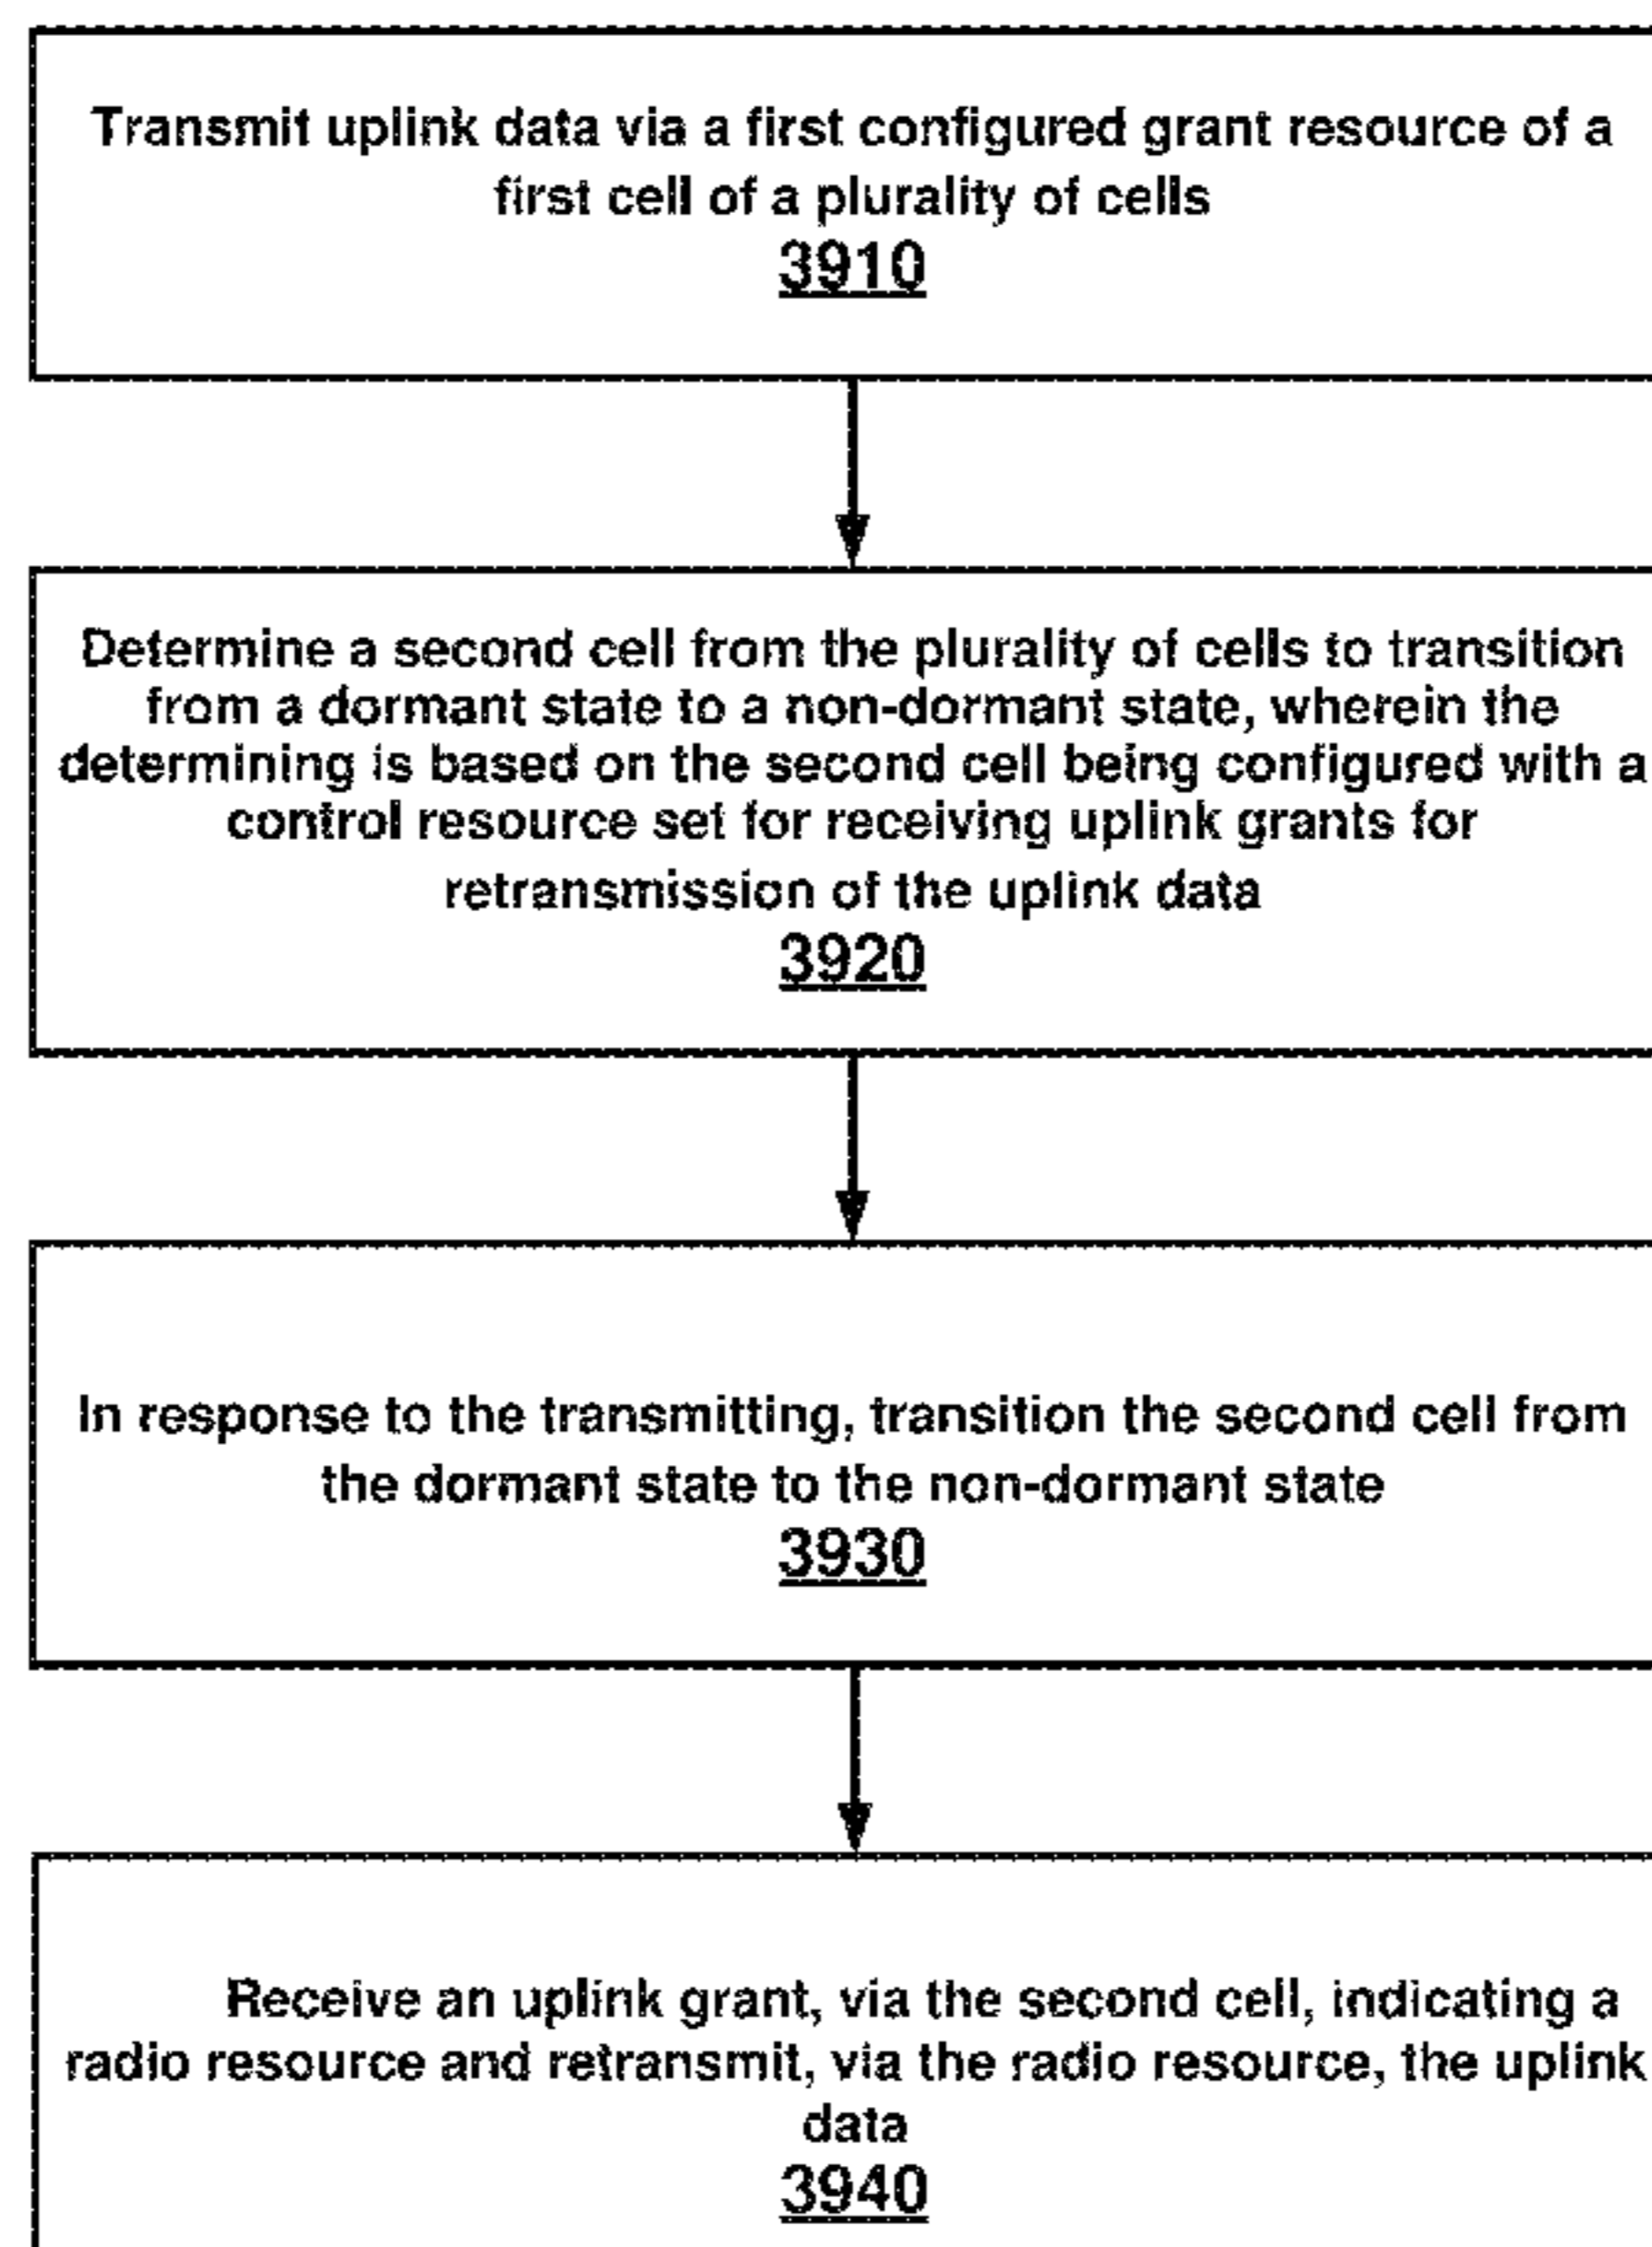 Transmit uplink data via a first configured grant resource of a
first cell of a plurality of cells
3910
Determine a second cell from the plurality of cells to transition
from a dormant state to a non-dormant state, wherein the
determining is based on the second cell being configured with a
control resource set for receiving uplink grants for
retransmission of the uplink data
3920
In response to the transmitting, transition the second cell from
the dormant state to the non-dormant state
3930
Receive an uplink grant, via the second cell, indicating a
radio resource and retransmit, via the radio resource, the uplink
data
3940